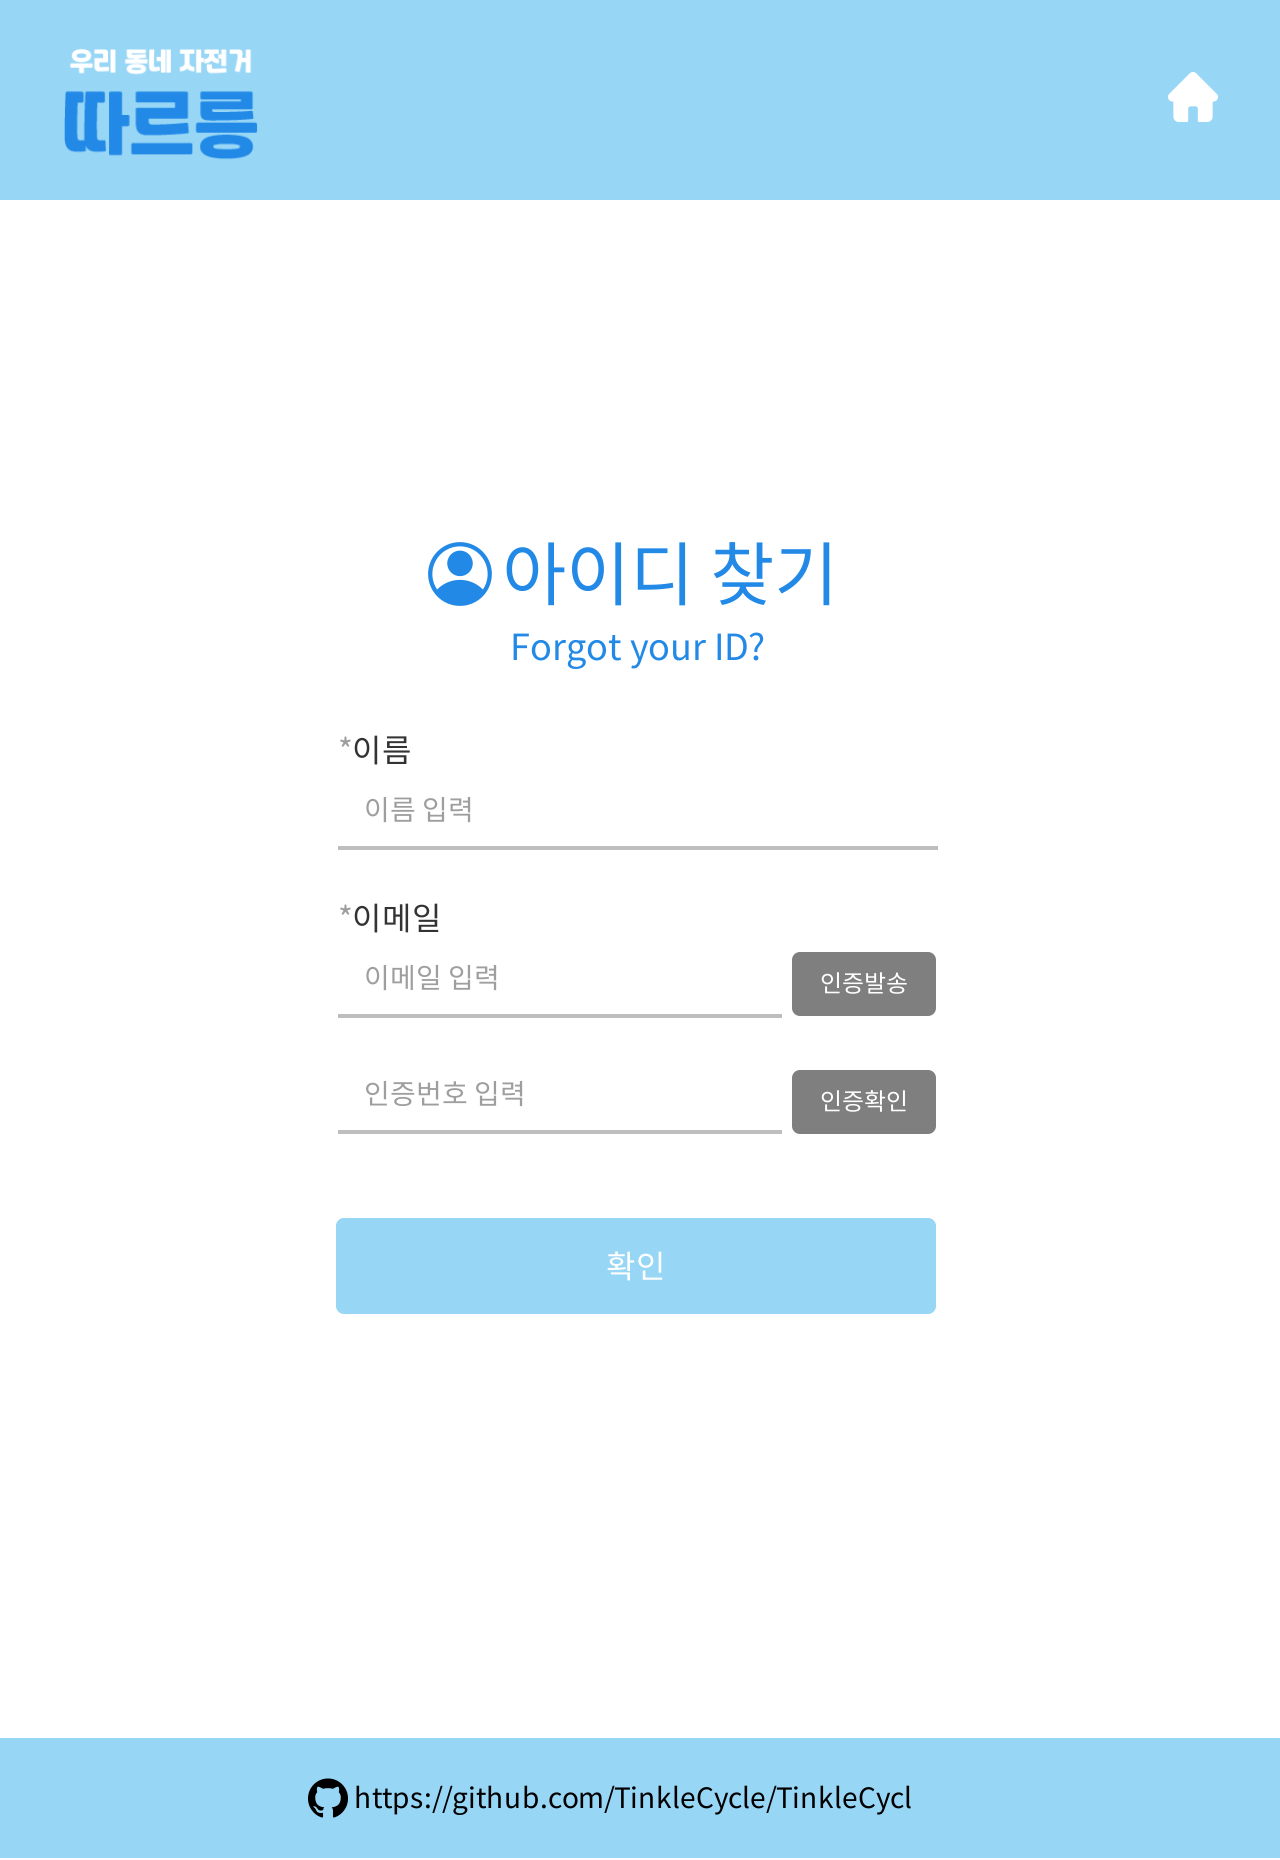 우리 동네 자전거
따르릉
아이디 찾기
Forgot your ID?
*이름
이름 입력
*이메일
이메일 입력
인증발송
인증번호 입력
인증확인
확인
https://github.com/TinkleCycle/TinkleCycl